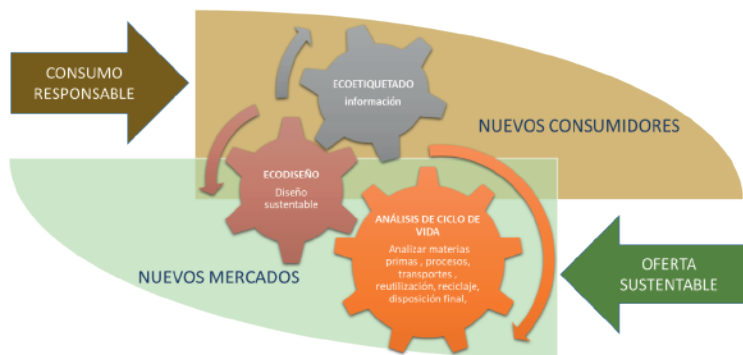 CONSUMO
RESPONSABLE
ECOETIQUETADO
información
NUEVOS CONSUMIDORES
ECODISEÑO
Diseño
sustentable
ANÁLISIS DE CICLO DE
VIDA
Analizar materias
primas , procesos,
transportes ,
reutilización, reciclaje,
disposición final,
NUEVOS MERCADOS
OFERTA
SUSTENTABLE